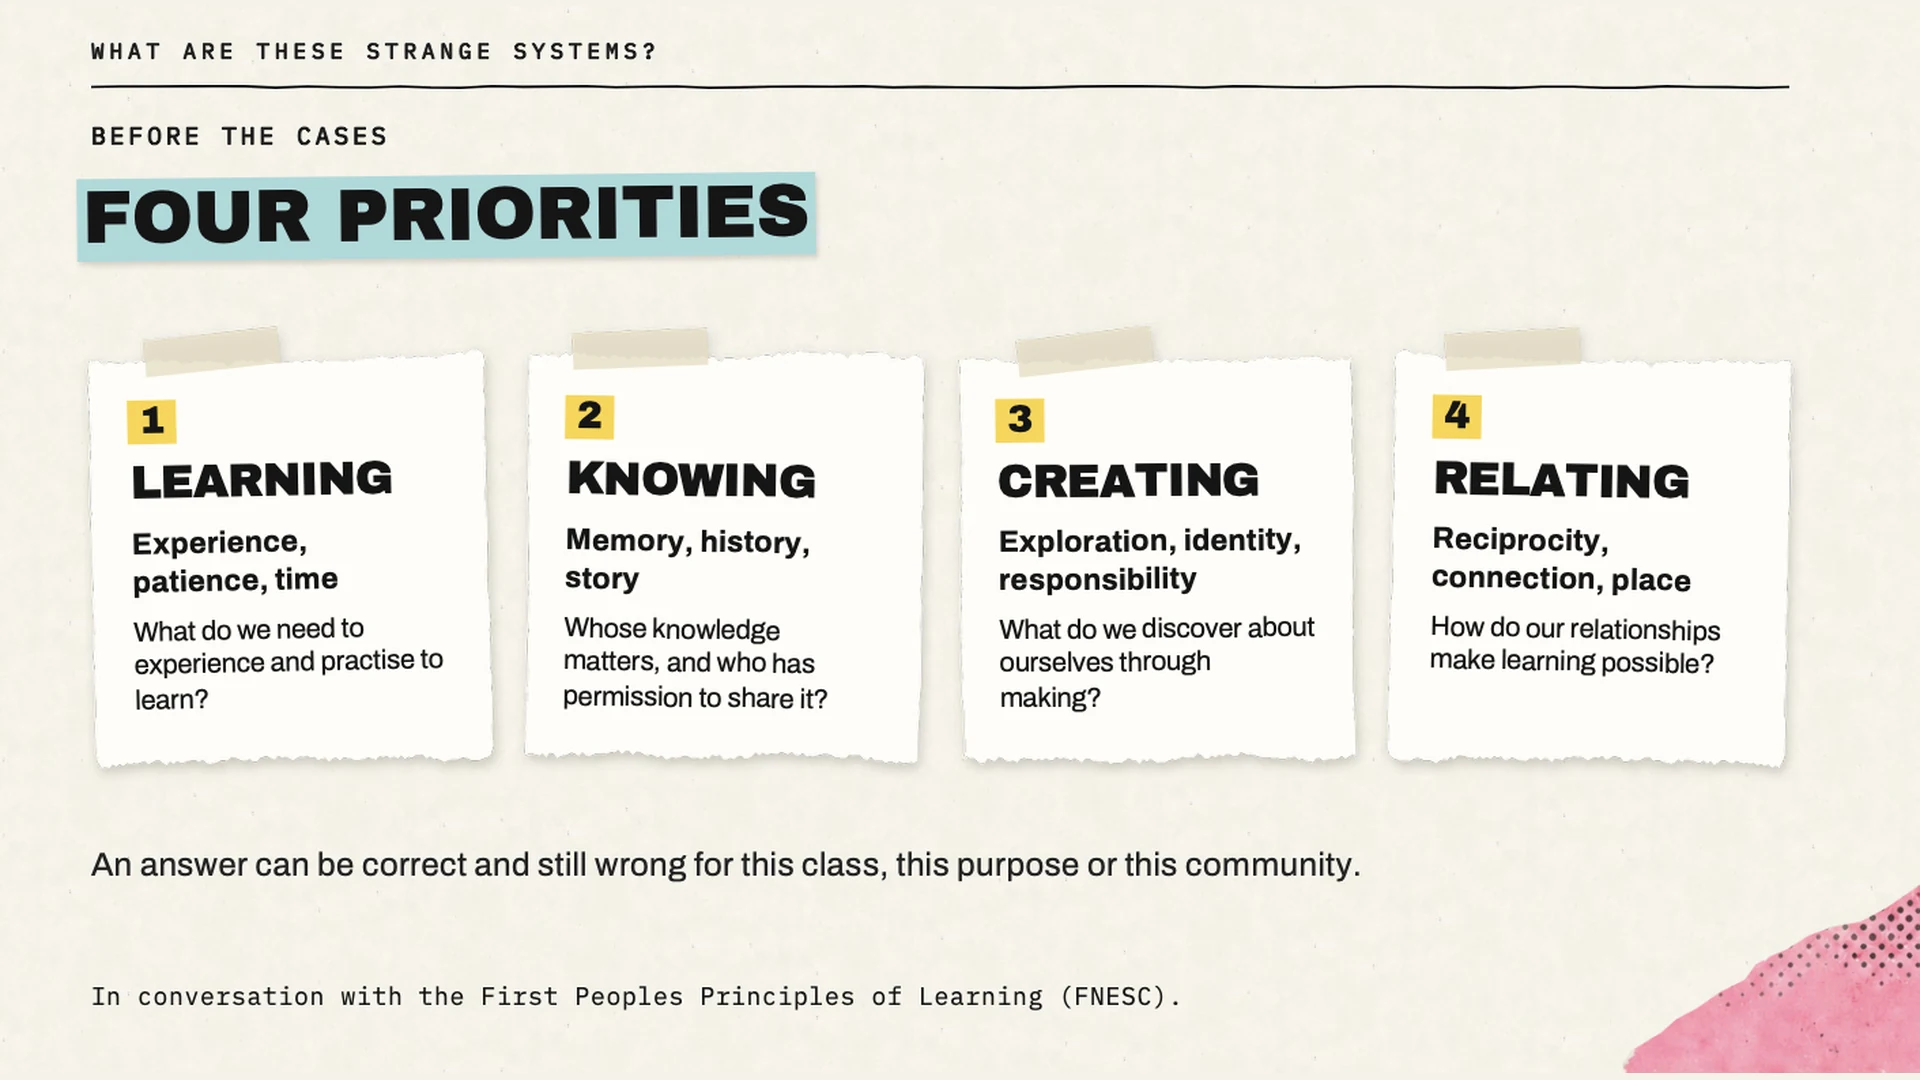 WHAT ARE THESE STRANGE SYSTEMS?
BEFORE THE CASES
FOUR PRIORITIES
1
LEARNING
Experience,
patience, time
What do we need to
experience and practise to
learn?
2
KNOWING
Memory, history,
story
Whose knowledge
matters, and who has
permission to share it?
3
CREATING
Exploration, identity,
responsibility
What do we discover about
ourselves through
making?
4
RELATING
Reciprocity,
connection, place
How do our relationships
make learning possible?
An answer can be correct and still wrong for this class, this purpose or this community.
In conversation with the First Peoples Principles of Learning (FNESC).